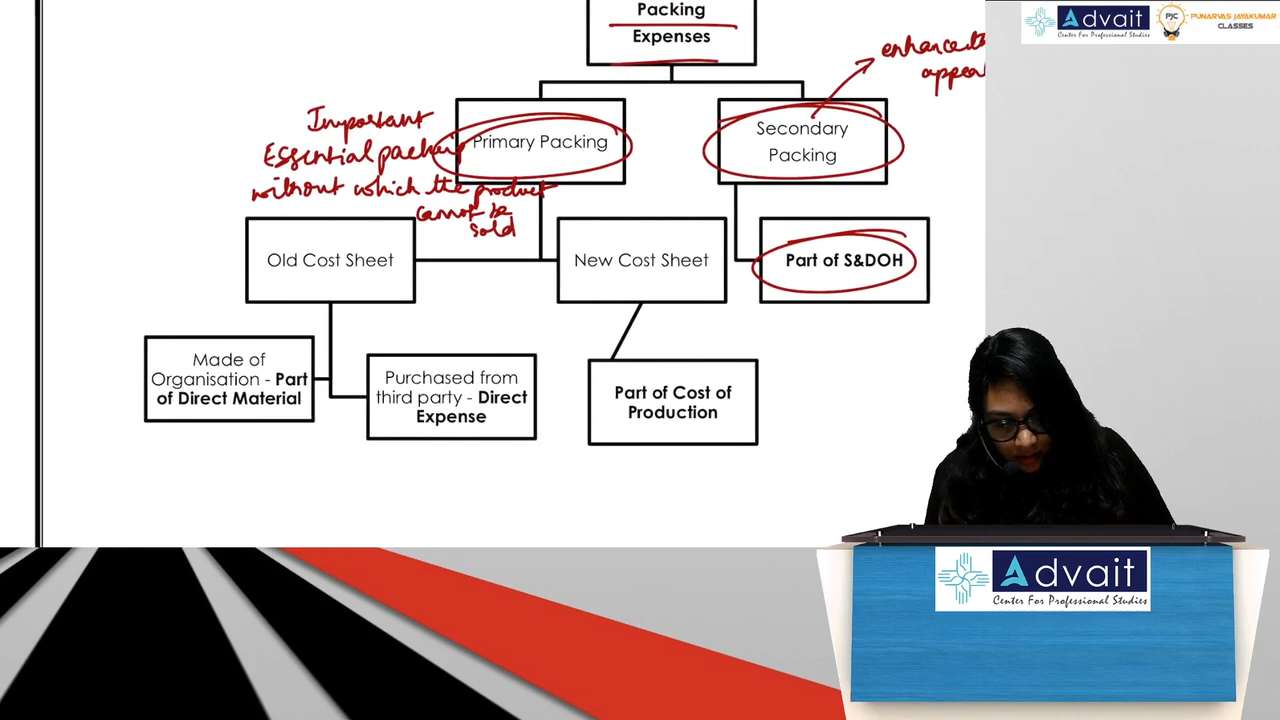 Packing
Expenses
Advait
Center For Professional Studies
PJC
PUNARVAS JAYAKUMAR
CLASSES
appea
Important
Essential packing
without which the product
cannot be
sold
Primary Packing
Secondary
Packing
Old Cost Sheet
New Cost Sheet
Part of S&DOH
Made of
Organisation - Part
of Direct Material
Purchased from
third party - Direct
Expense
Part of Cost of
Production
Advait
Center For Professional Studies